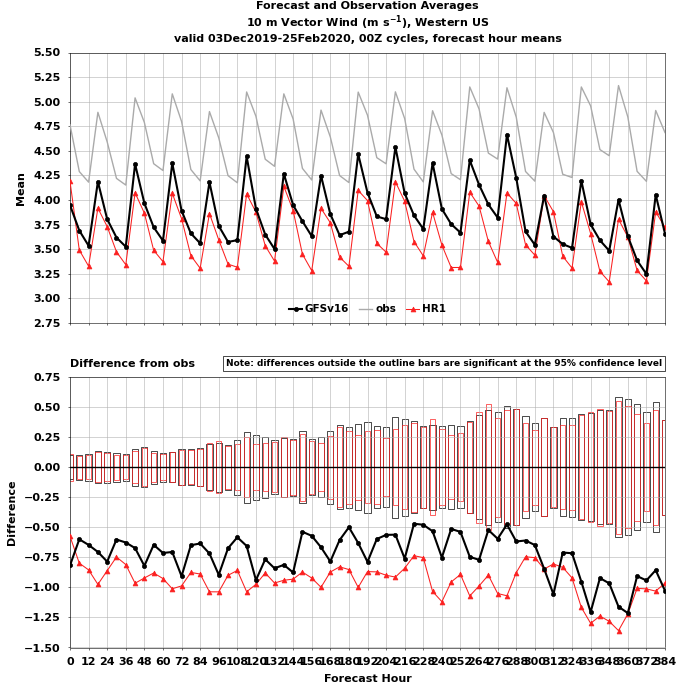 Forecast and Observation Averages
10 m Vector Wind (m s⁻¹), Western US
valid 03Dec2019-25Feb2020, 00Z cycles, forecast hour means
5.50
5.25
5.00
4.75
4.50
4.25
4.00
3.75
3.50
3.25
3.00
2.75
Mean
GFSv16 obs HR1
Difference from obs
Note: differences outside the outline bars are significant at the 95% confidence level
0.75
0.50
0.25
0.00
−0.25
−0.50
−0.75
−1.00
−1.25
−1.50
Difference
0 12 24 36 48 60 72 84 96 108 120 132 144 156 168 180 192 204 216 228 240 252 264 276 288 300 312 324 336 348 360 372 384
Forecast Hour